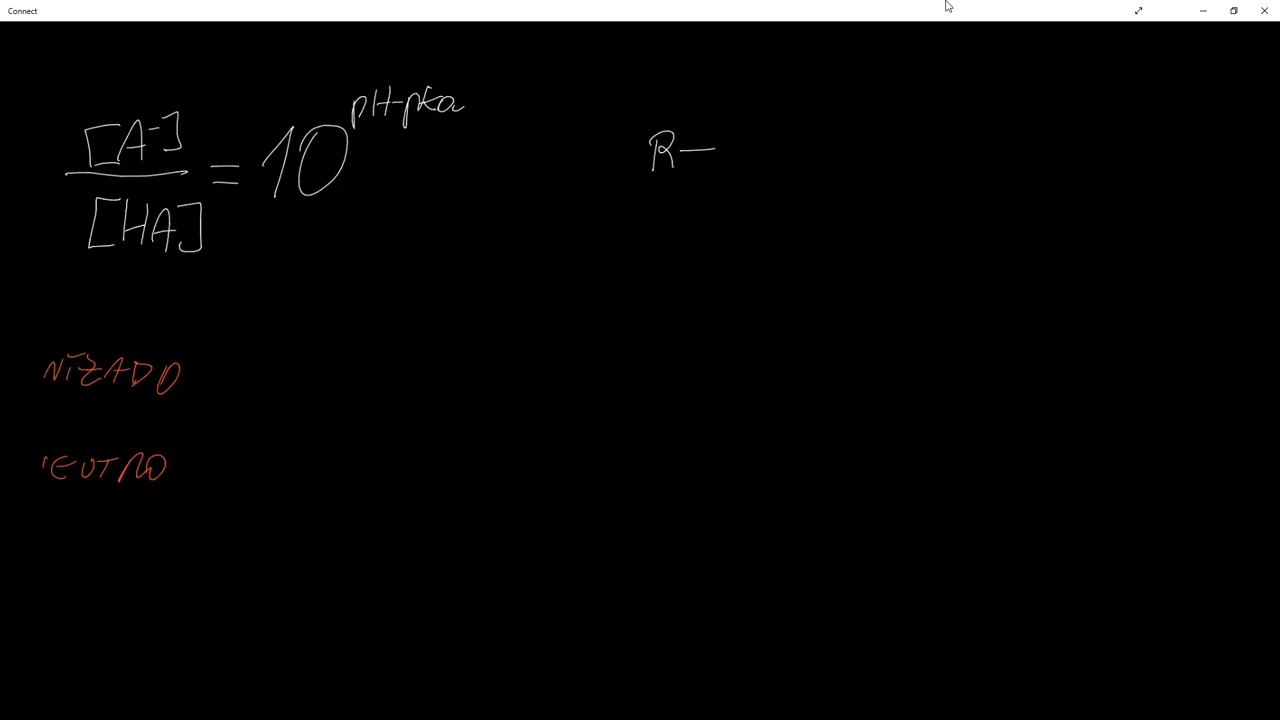 Connect
[A-]
pH-pka
= 10
[HA]
R—
NIZADO
EUTRO